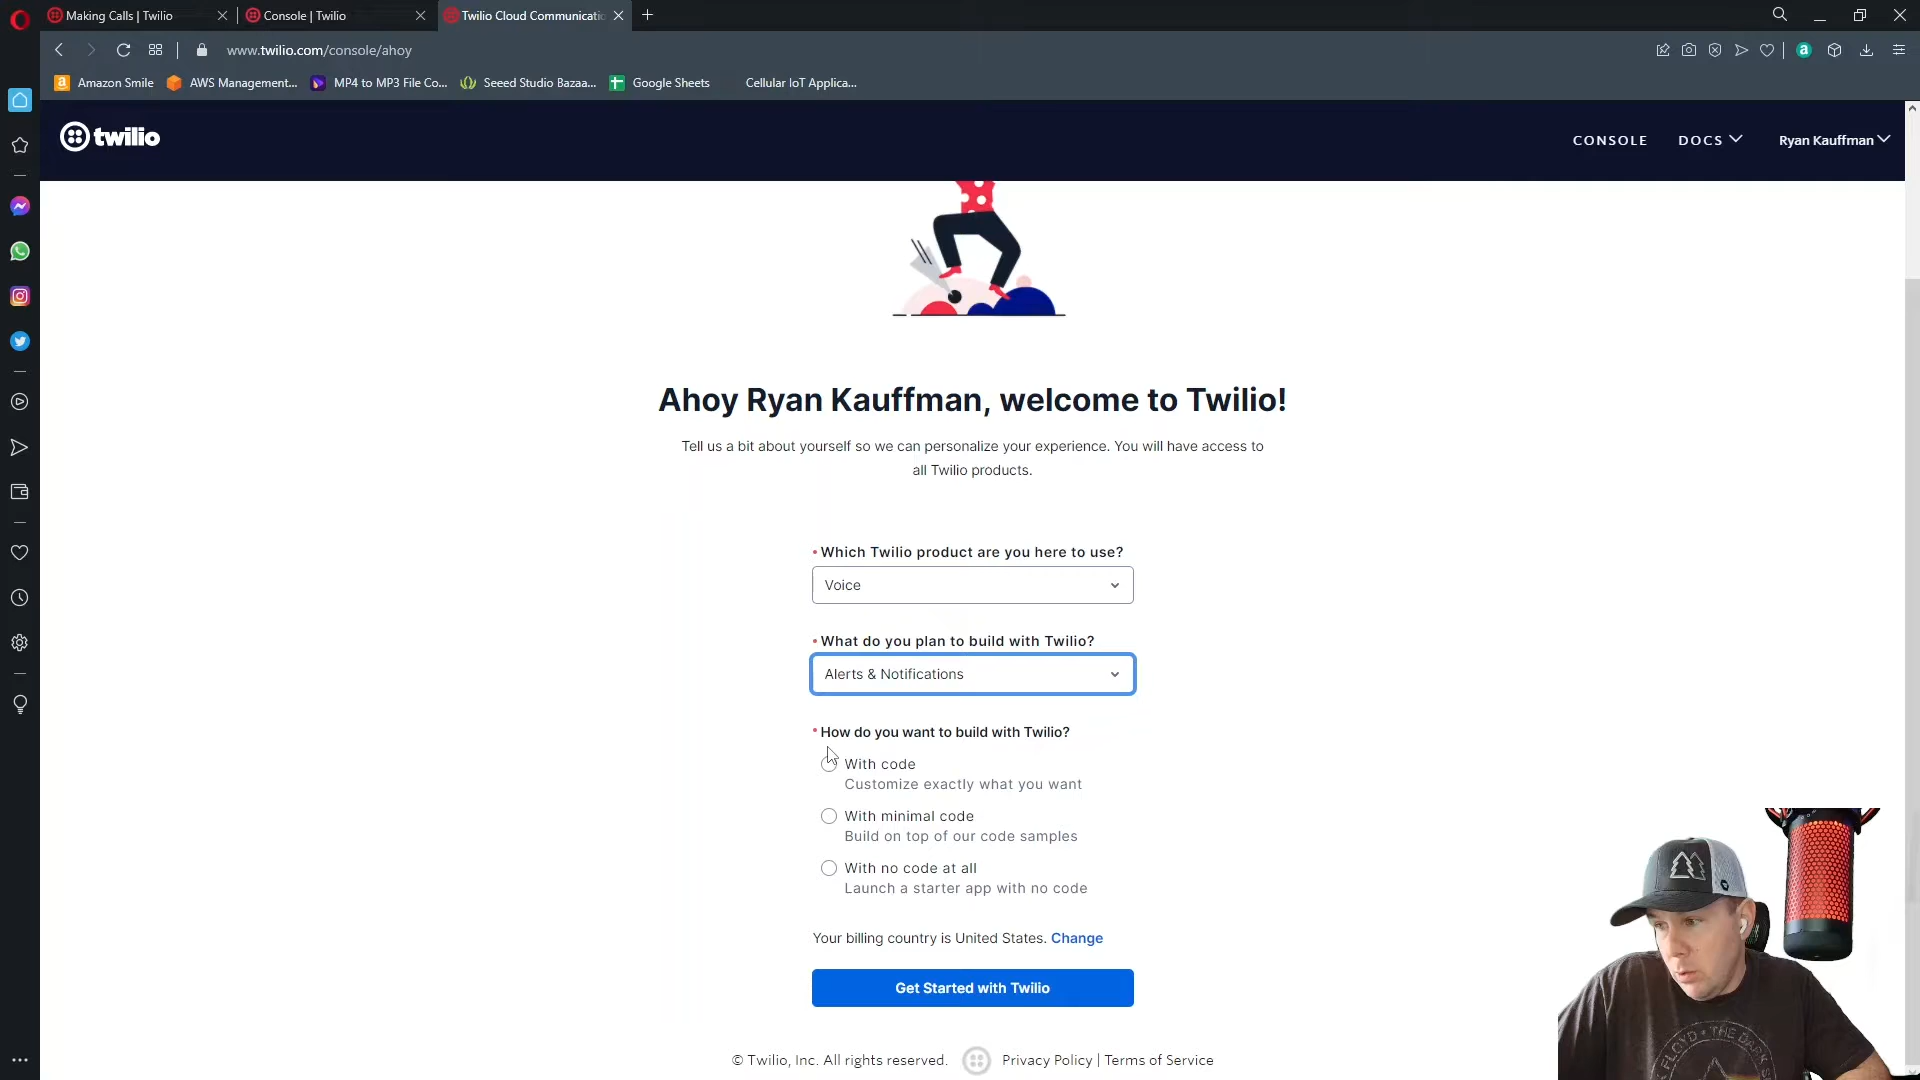 Making Calls | Twilio
Console | Twilio
Twilio Cloud Communicatio
www.twilio.com/console/ahoy
Amazon Smile
AWS Management...
MP4 to MP3 File Co...
Seeed Studio Bazaa...
Google Sheets
Cellular IoT Applica...
twilio
CONSOLE
DOCS
Ryan Kauffman
Ahoy Ryan Kauffman, welcome to Twilio!
Tell us a bit about yourself so we can personalize your experience. You will have access to
all Twilio products.
Which Twilio product are you here to use?
Voice
What do you plan to build with Twilio?
Alerts & Notifications
How do you want to build with Twilio?
With code
Customize exactly what you want
With minimal code
Build on top of our code samples
With no code at all
Launch a starter app with no code
Your billing country is United States. Change
Get Started with Twilio
© Twilio, Inc. All rights reserved.
Privacy Policy | Terms of Service
FLOYD · THE DARK